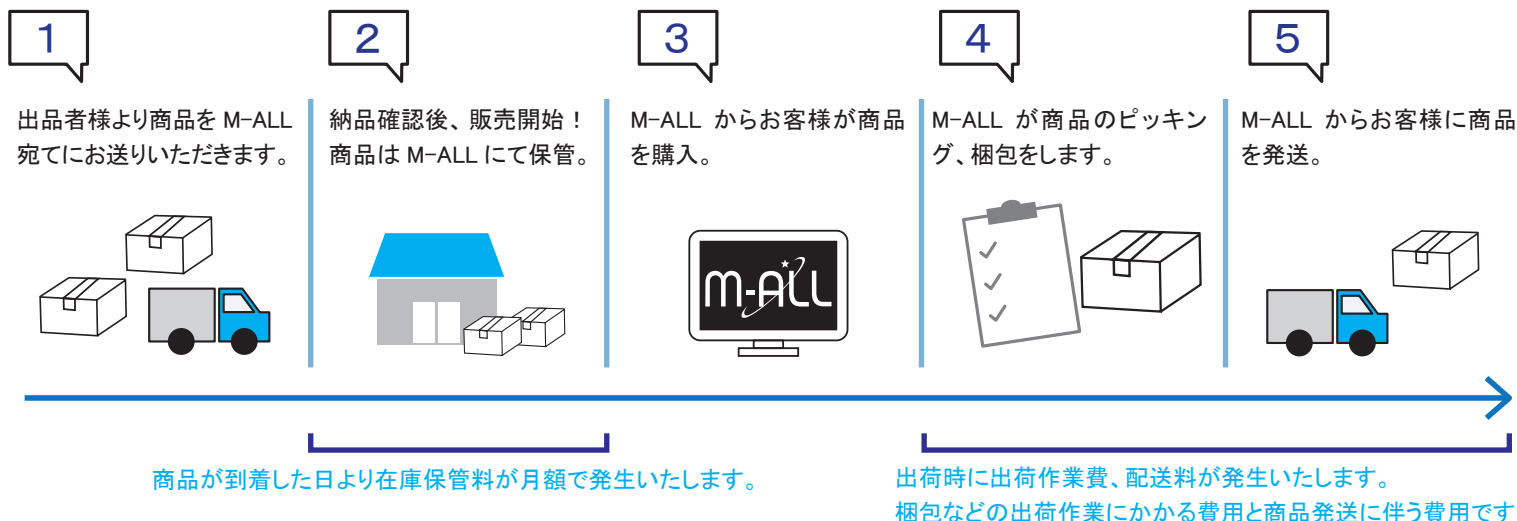 1
出品者様より商品を M-ALL
宛てにお送りいただきます。
2
納品確認後、販売開始！
商品は M-ALL にて保管。
3
M-ALL からお客様が商品
を購入。
M-ALL
4
M-ALL が商品のピッキン
グ、梱包をします。
5
M-ALL からお客様に商品
を発送。
商品が到着した日より在庫保管料が月額で発生いたします。
出荷時に出荷作業費、配送料が発生いたします。
梱包などの出荷作業にかかる費用と商品発送に伴う費用です